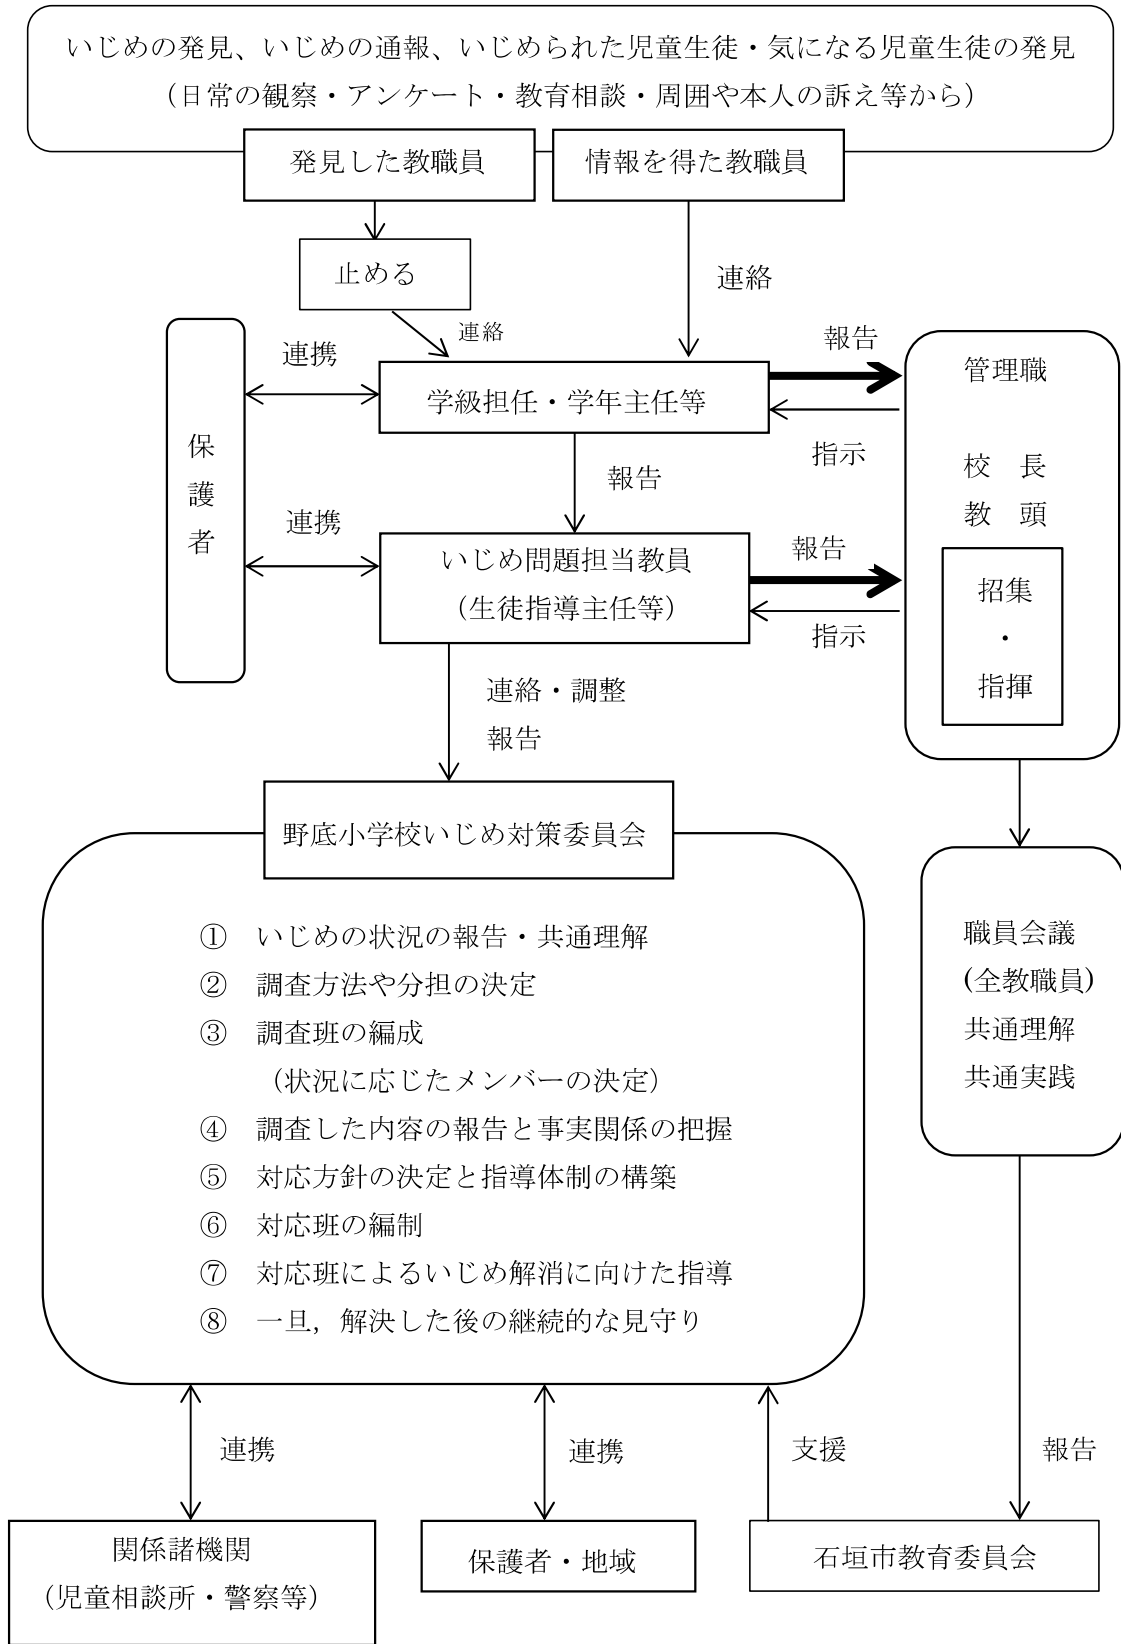 いじめの発見、いじめの通報、いじめられた児童生徒・気になる児童生徒の発見
（日常の観察・アンケート・教育相談・周囲や本人の訴え等から）
発見した教職員
情報を得た教職員
止める
連絡
連絡
連携
学級担任・学年主任等
報告
指示
管理職
校　長
教　頭
招集
・
指揮
保護者
報告
連携
いじめ問題担当教員
（生徒指導主任等）
報告
指示
連絡・調整
報告
野底小学校いじめ対策委員会
①　いじめの状況の報告・共通理解
②　調査方法や分担の決定
③　調査班の編成
（状況に応じたメンバーの決定）
④　調査した内容の報告と事実関係の把握
⑤　対応方針の決定と指導体制の構築
⑥　対応班の編制
⑦　対応班によるいじめ解消に向けた指導
⑧　一旦，解決した後の継続的な見守り
職員会議
(全教職員)
共通理解
共通実践
連携
連携
支援
報告
関係諸機関
（児童相談所・警察等）
保護者・地域
石垣市教育委員会